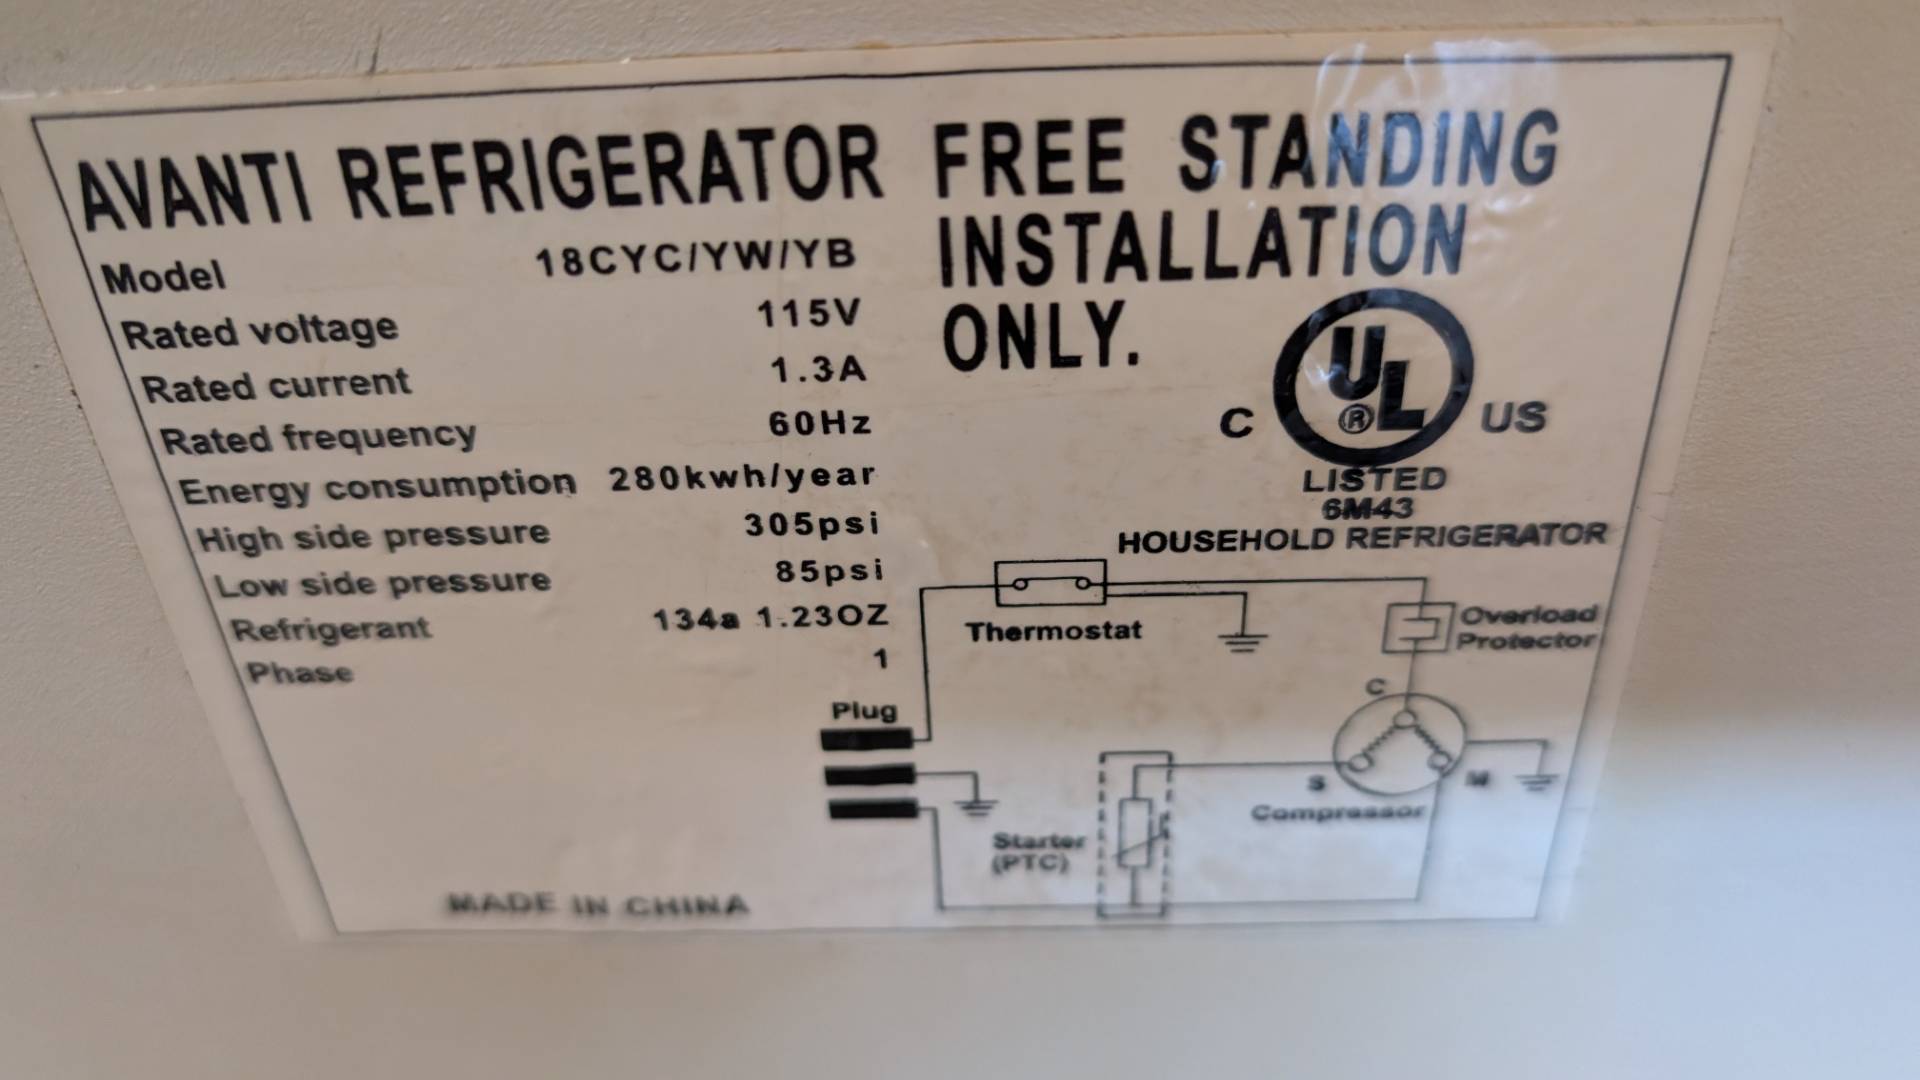 AVANTI REFRIGERATOR
Model 18CYC/YW/YB
Rated voltage 115V
Rated current 1.3A
Rated frequency 60Hz
Energy consumption 280kwh/year
High side pressure 305psi
Low side pressure 85psi
Refrigerant 134a 1.23OZ
Phase 1
MADE IN CHINA
FREE STANDING
INSTALLATION
ONLY.
C UL ® US
LISTED
6M43
HOUSEHOLD REFRIGERATOR
Thermostat
Overload
Protector
Plug
C
S
M
Compressor
Starter
(PTC)